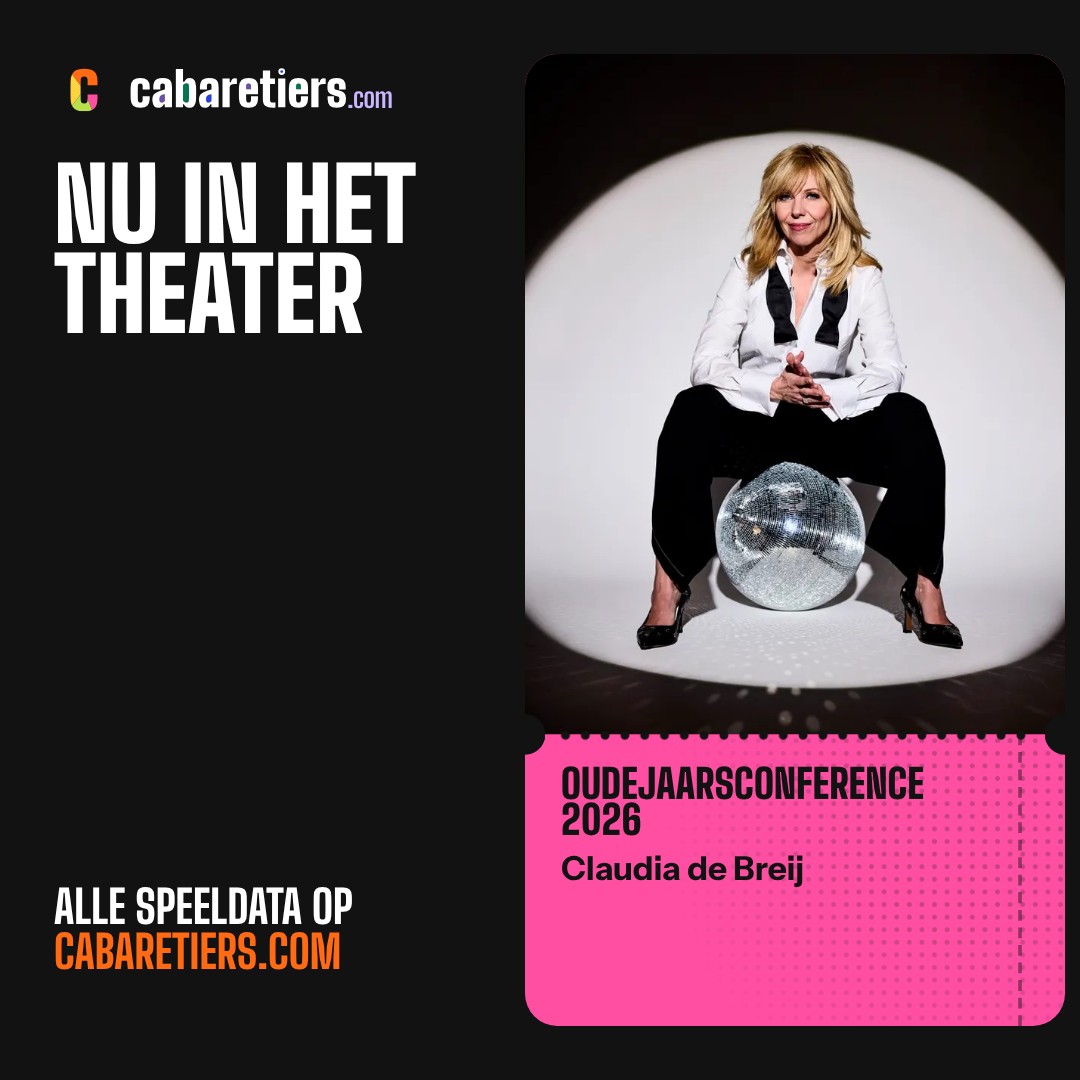 cabaretiers.com
NU IN HET
THEATER
OUDEJAARSCONFERENCE
2026
Claudia de Breij
ALLE SPEELDATA OP
CABARETIERS.COM